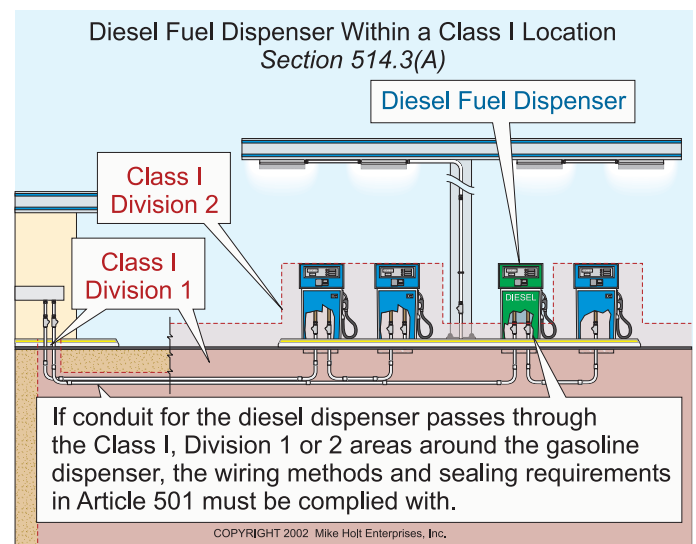 Diesel Fuel Dispenser Within a Class I Location
Section 514.3(A)
Diesel Fuel Dispenser
Class I
Division 2
Class I
Division 1
DIESEL
If conduit for the diesel dispenser passes through
the Class I, Division 1 or 2 areas around the gasoline
dispenser, the wiring methods and sealing requirements
in Article 501 must be complied with.
COPYRIGHT 2002 Mike Holt Enterprises, Inc.